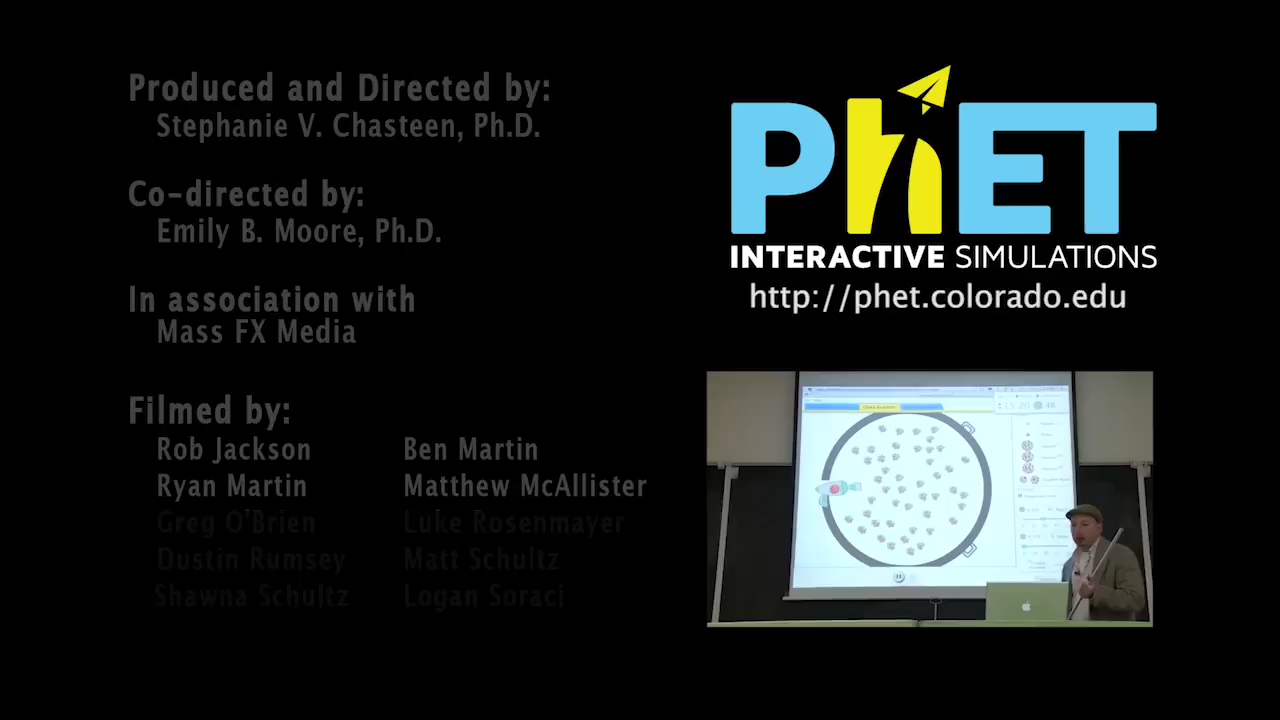 Produced and Directed by:
Stephanie V. Chasteen, Ph.D.
Co-directed by:
Emily B. Moore, Ph.D.
In association with
Mass FX Media
Filmed by:
Rob Jackson
Ben Martin
Ryan Martin
Matthew McAllister
Greg O'Brien
Luke Rosenmayer
Dustin Rumsey
Matt Schultz
Shawna Schultz
Logan Soraci
PhET
INTERACTIVE SIMULATIONS
http://phet.colorado.edu